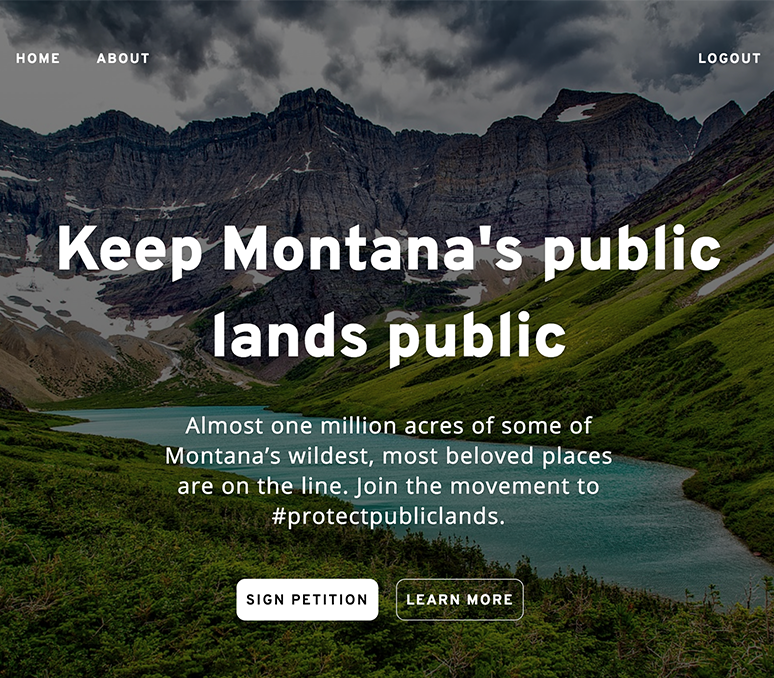 HOME ABOUT LOGOUT
Keep Montana's public
lands public
Almost one million acres of some of
Montana’s wildest, most beloved places
are on the line. Join the movement to
#protectpubliclands.
SIGN PETITION LEARN MORE